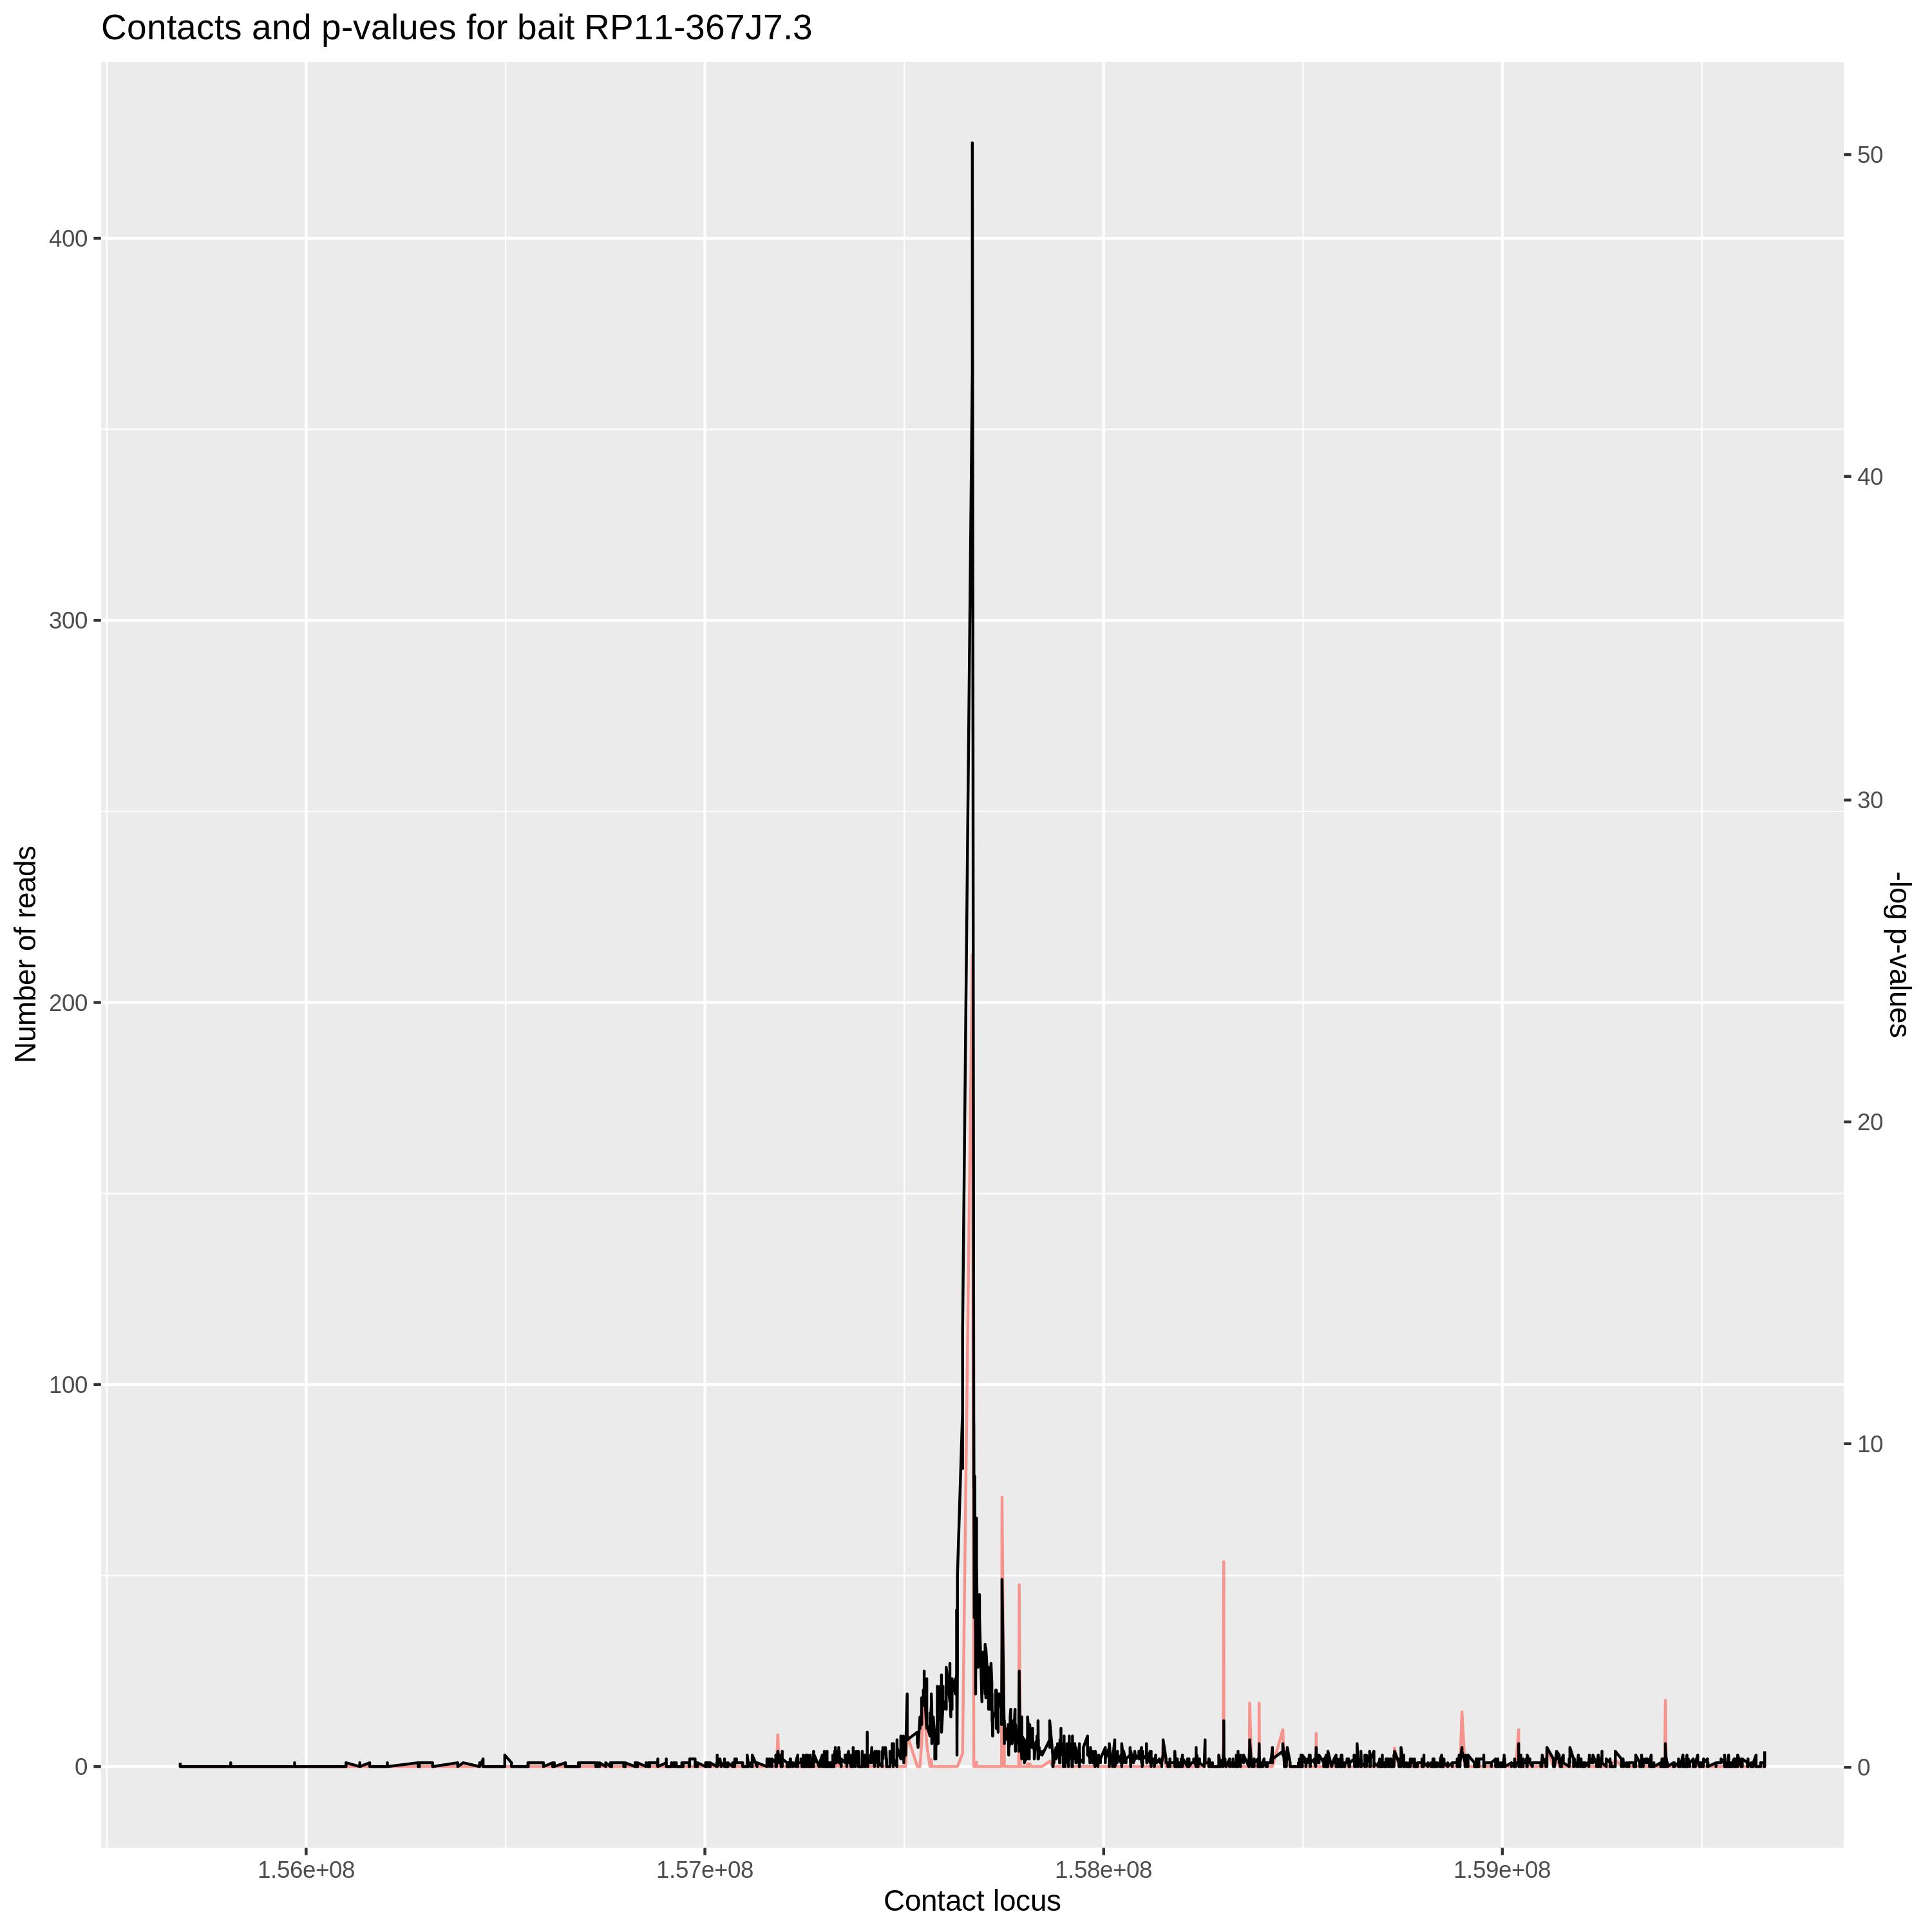 Contacts and p-values for bait RP11-367J7.3
Number of reads
400
300
200
100
0
50
40
30
20
10
0
-log p-values
1.56e+08
1.57e+08
1.58e+08
1.59e+08
Contact locus